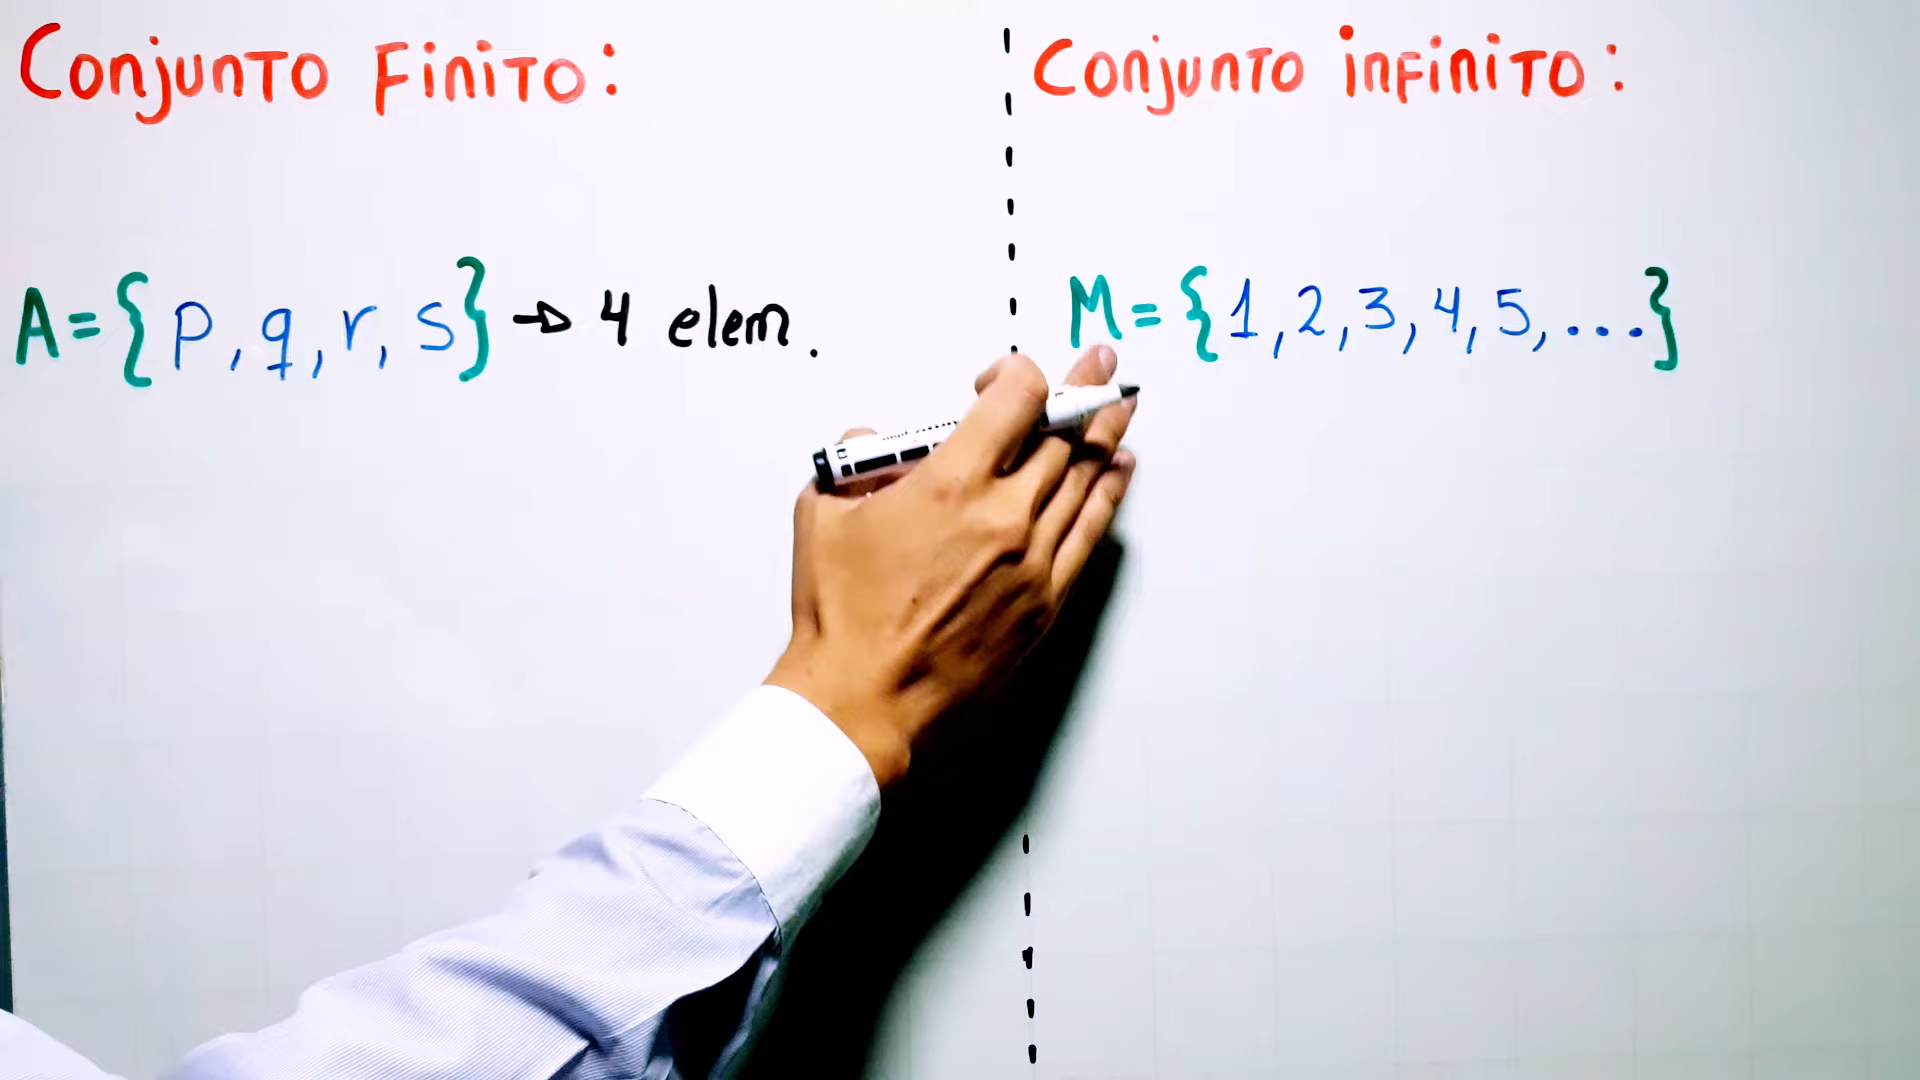 Conjunto Finito:
A = { p, q, r, s } → 4 elem.
Conjunto infinito:
M = { 1, 2, 3, 4, 5, ... }